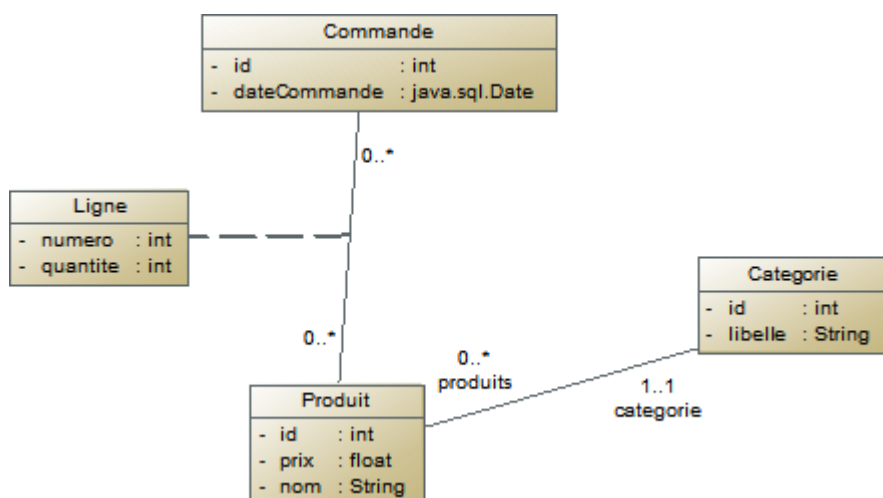 Commande
- id : int
- dateCommande : java.sql.Date
0..*
Ligne
- numero : int
- quantite : int
Categorie
- id : int
- libelle : String
0..*
0..*
produits
1..1
categorie
Produit
- id : int
- prix : float
- nom : String